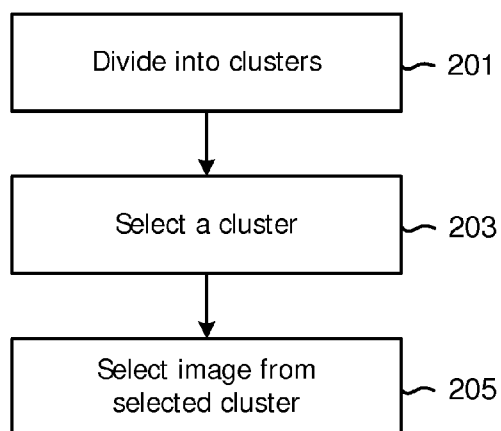 Divide into clusters
201
Select a cluster
203
Select image from
selected cluster
205